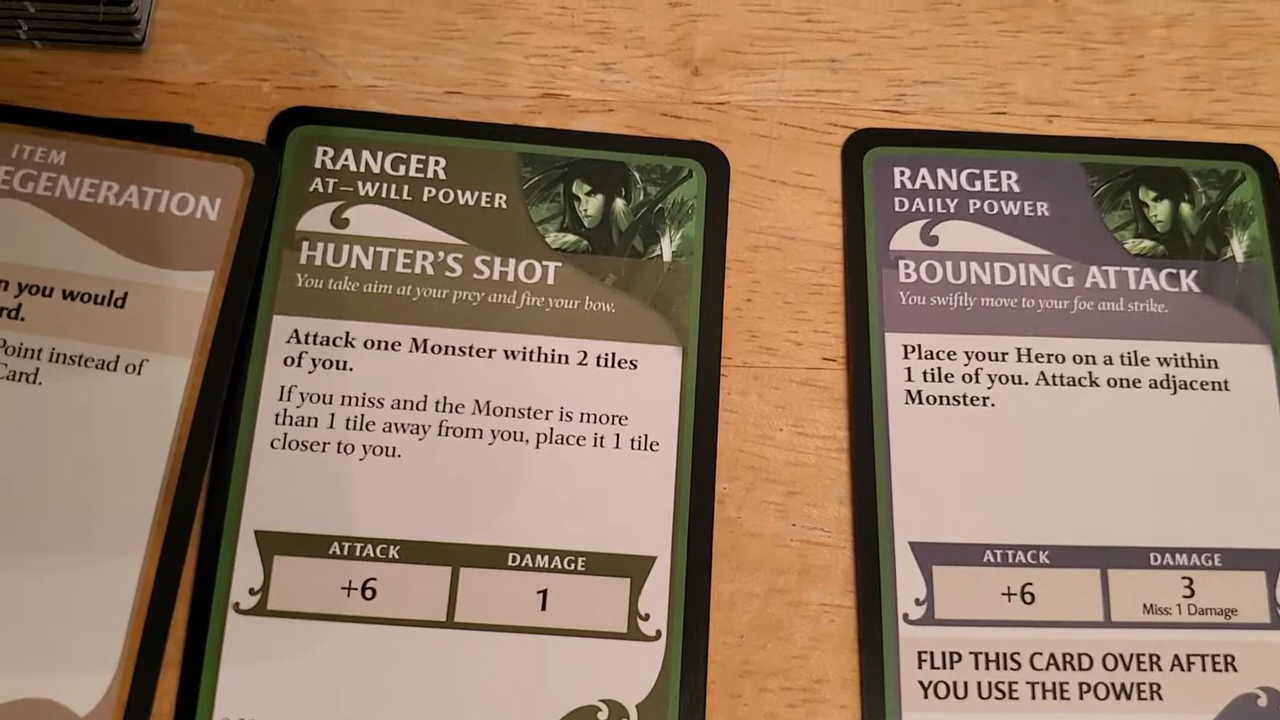 ITEM
EGENERATION
n you would
rd.
Point instead of
Card.
RANGER
AT–WILL POWER
HUNTER'S SHOT
You take aim at your prey and fire your bow.
Attack one Monster within 2 tiles
of you.
If you miss and the Monster is more
than 1 tile away from you, place it 1 tile
closer to you.
ATTACK DAMAGE
+6 1
RANGER
DAILY POWER
BOUNDING ATTACK
You swiftly move to your foe and strike.
Place your Hero on a tile within
1 tile of you. Attack one adjacent
Monster.
ATTACK DAMAGE
+6 3
Miss: 1 Damage
FLIP THIS CARD OVER AFTER
YOU USE THE POWER